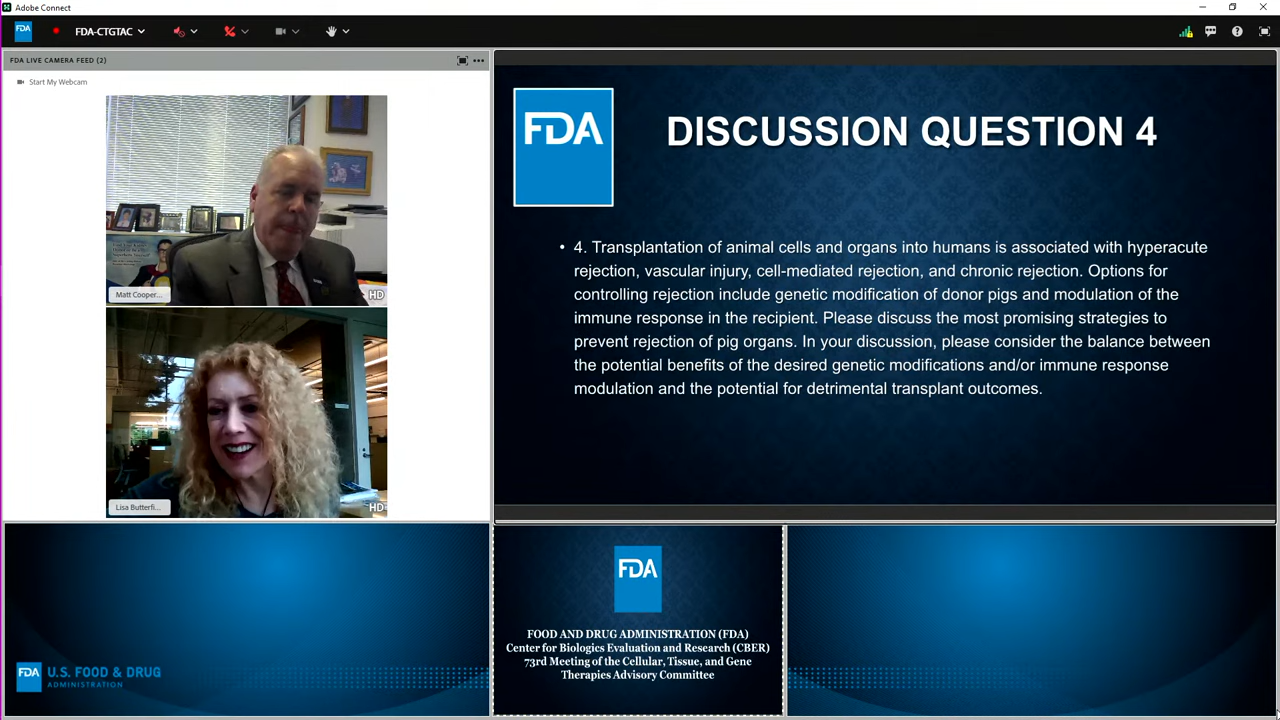 Adobe Connect
FDA
FDA-CTGTAC
FDA LIVE CAMERA FEED (2)
Start My Webcam
Matt Cooper...
HD
Lisa Butterfi...
HD
FDA
DISCUSSION QUESTION 4
• 4. Transplantation of animal cells and organs into humans is associated with hyperacute
rejection, vascular injury, cell-mediated rejection, and chronic rejection. Options for
controlling rejection include genetic modification of donor pigs and modulation of the
immune response in the recipient. Please discuss the most promising strategies to
prevent rejection of pig organs. In your discussion, please consider the balance between
the potential benefits of the desired genetic modifications and/or immune response
modulation and the potential for detrimental transplant outcomes.
FDA
U.S. FOOD & DRUG
ADMINISTRATION
FDA
FOOD AND DRUG ADMINISTRATION (FDA)
Center for Biologics Evaluation and Research (CBER)
73rd Meeting of the Cellular, Tissue, and Gene
Therapies Advisory Committee